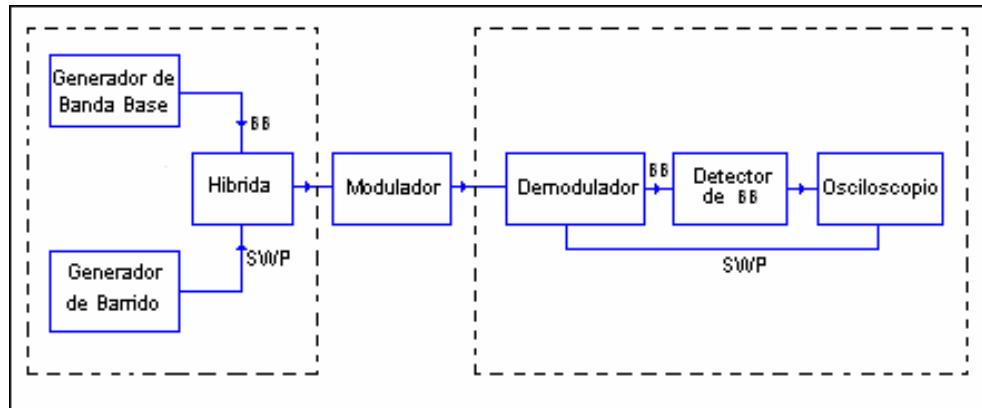 Generador de
Banda Base
BB
Hibrida
Modulador
Demodulador
BB
Detector
de BB
Osciloscopio
SWP
SWP
Generador
de Barrido